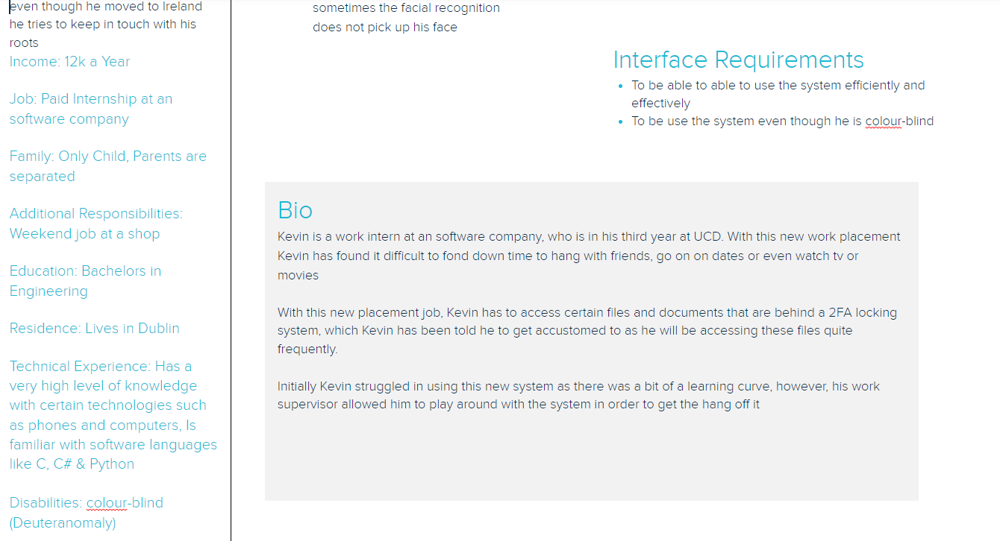 even though he moved to Ireland
he tries to keep in touch with his
roots
Income: 12k a Year
Job: Paid Internship at an
software company
Family: Only Child, Parents are
separated
Additional Responsibilities:
Weekend job at a shop
Education: Bachelors in
Engineering
Residence: Lives in Dublin
Technical Experience: Has a
very high level of knowledge
with certain technologies such
as phones and computers, Is
familiar with software languages
like C, C# & Python
Disabilities: colour-blind
(Deuteranomaly)
sometimes the facial recognition
does not pick up his face
Interface Requirements
• To be able to able to use the system efficiently and
effectively
• To be use the system even though he is colour-blind
Bio
Kevin is a work intern at an software company, who is in his third year at UCD. With this new work placement
Kevin has found it difficult to fond down time to hang with friends, go on on dates or even watch tv or
movies
With this new placement job, Kevin has to access certain files and documents that are behind a 2FA locking
system, which Kevin has been told he to get accustomed to as he will be accessing these files quite
frequently.
Initially Kevin struggled in using this new system as there was a bit of a learning curve, however, his work
supervisor allowed him to play around with the system in order to get the hang off it